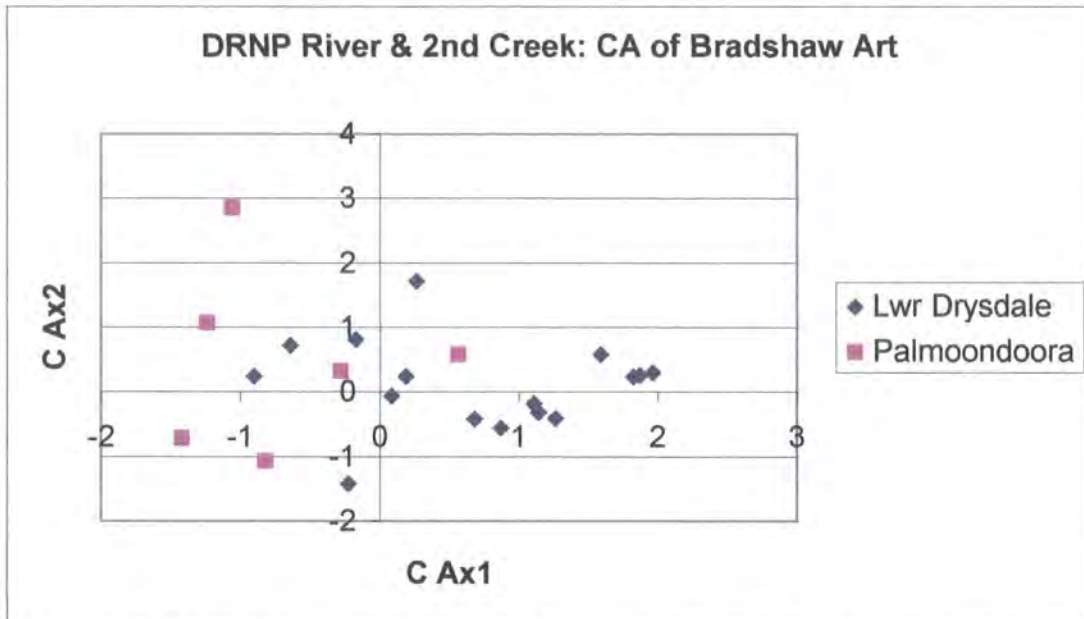 DRNP River & 2nd Creek: CA of Bradshaw Art
4
3
2
1
0
-2 -1 0 1 2 3
-1
-2
C Ax2
C Ax1
Lwr Drysdale
Palmoondoora